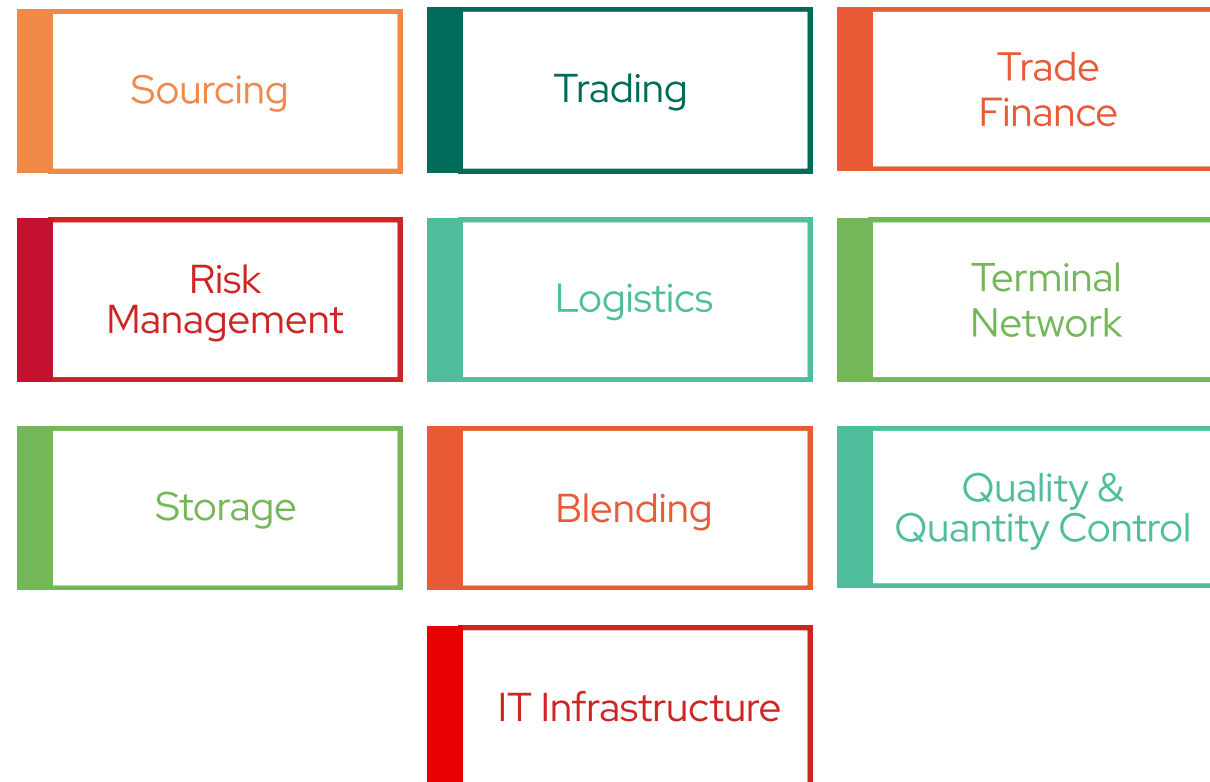 Sourcing
Trading
Trade
Finance
Risk
Management
Logistics
Terminal
Network
Storage
Blending
Quality &
Quantity Control
IT Infrastructure